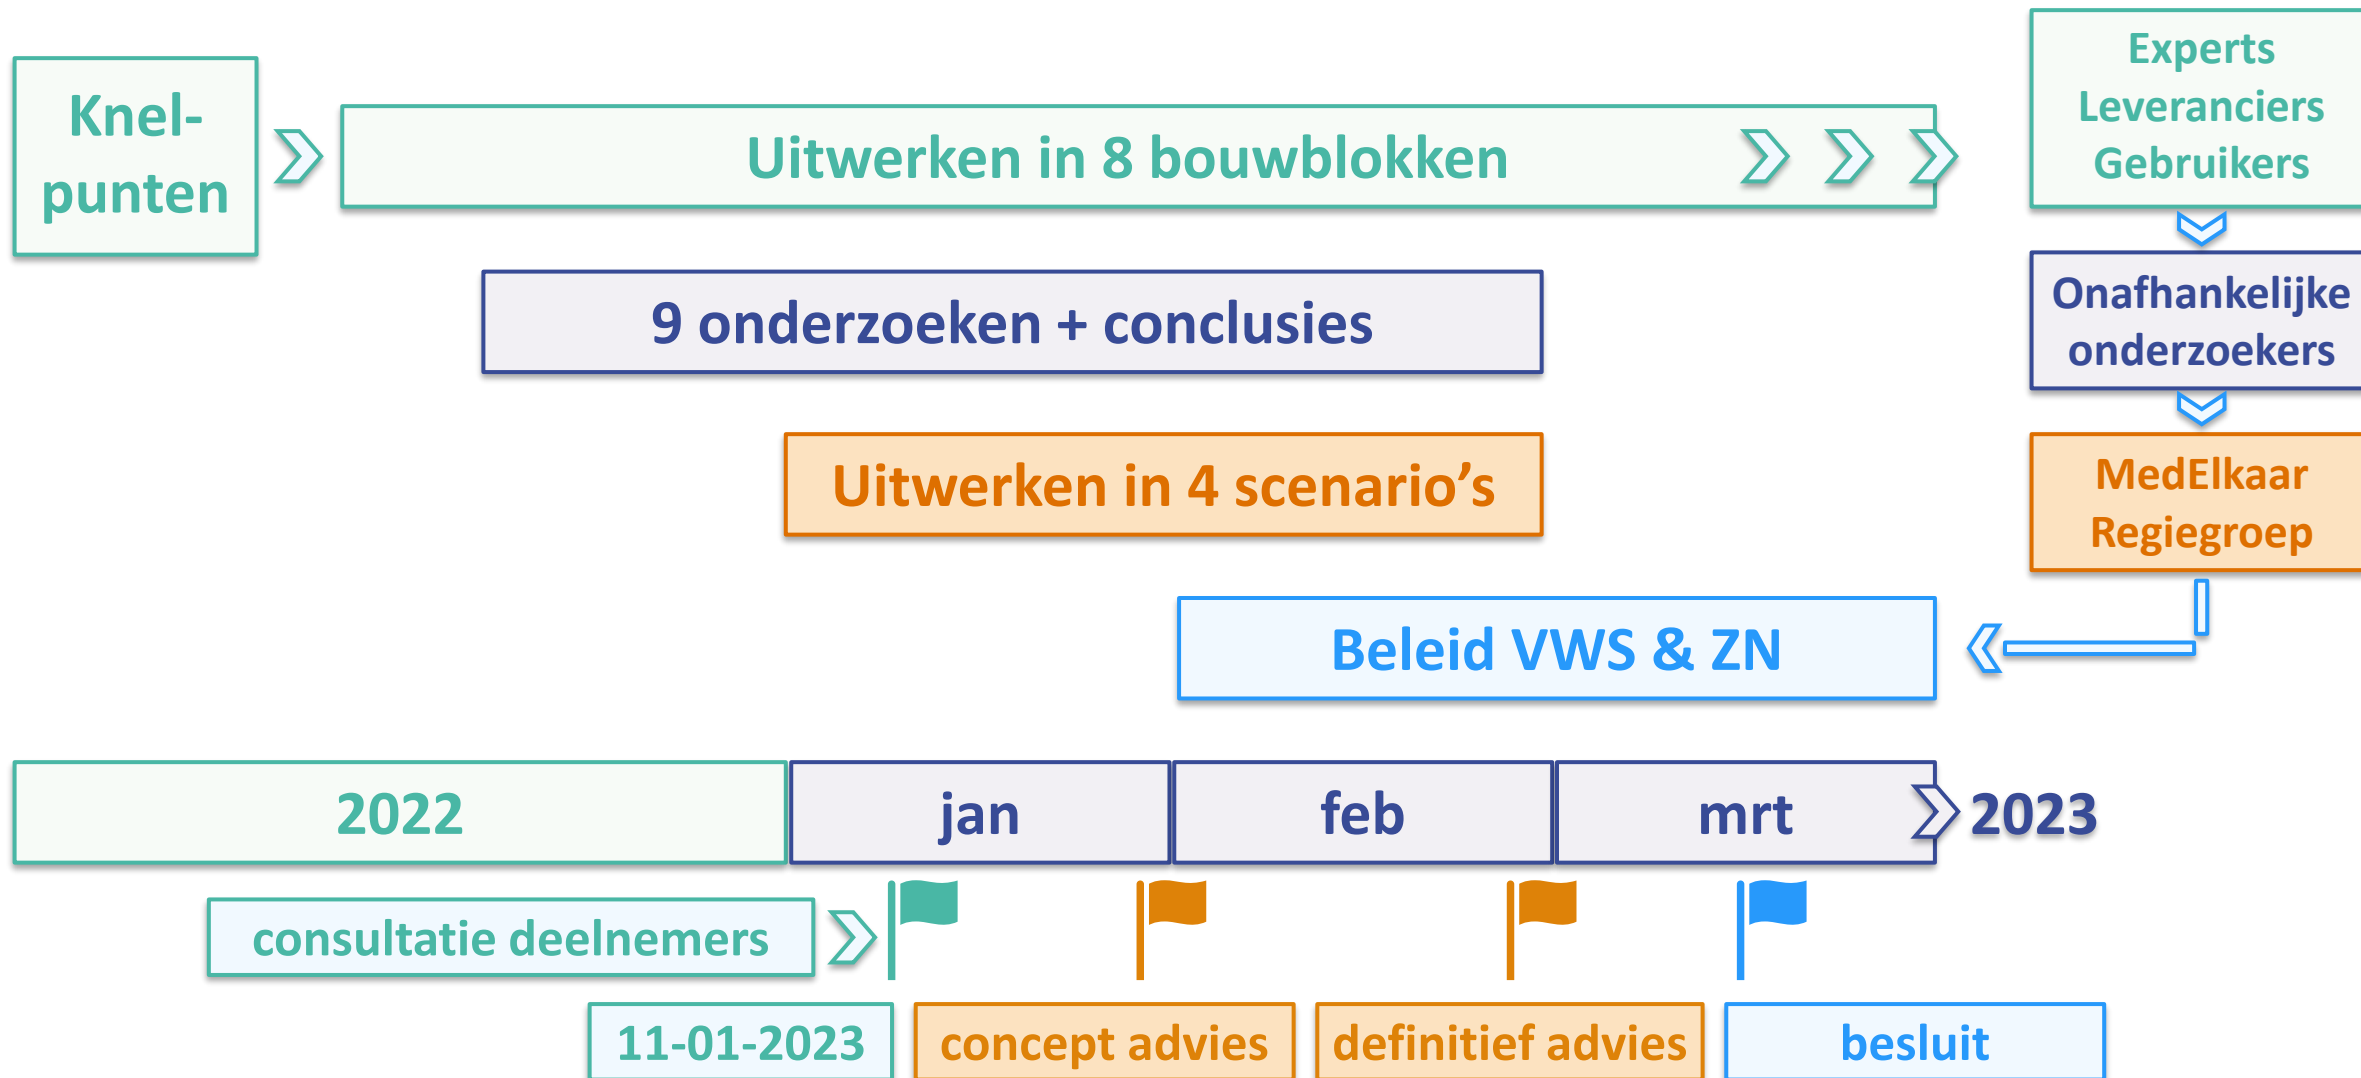 Knel-
punten
Uitwerken in 8 bouwblokken
Experts
Leveranciers
Gebruikers
9 onderzoeken + conclusies
Onafhankelijke
onderzoekers
Uitwerken in 4 scenario’s
MedElkaar
Regiegroep
Beleid VWS & ZN
2022
jan
feb
mrt
2023
consultatie deelnemers
11-01-2023
concept advies
definitief advies
besluit